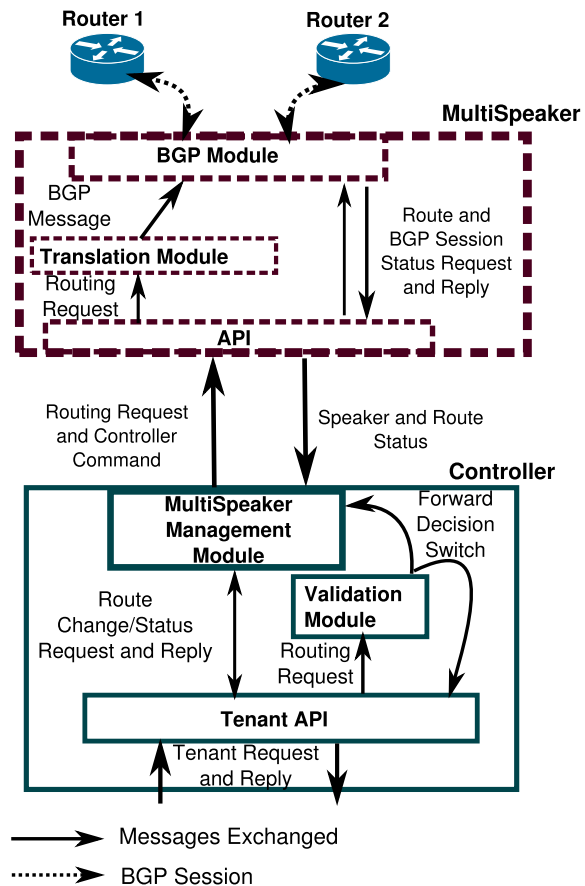 Router 1
Router 2
MultiSpeaker
BGP Module
BGP
Message
Route and
BGP Session
Status Request
and Reply
Translation Module
Routing
Request
API
Routing Request
and Controller
Command
Speaker and Route
Status
Controller
MultiSpeaker
Management
Module
Forward
Decision
Switch
Validation
Module
Route
Change/Status
Request and Reply
Routing
Request
Tenant API
Tenant Request
and Reply
Messages Exchanged
BGP Session